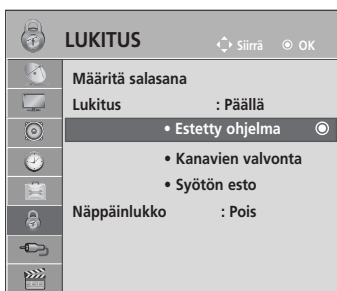 LUKITUS Siirrä OK
Määritä salasana
Lukitus : Päällä
• Estetty ohjelma
• Kanavien valvonta
• Syötön esto
Näppäinlukko : Pois